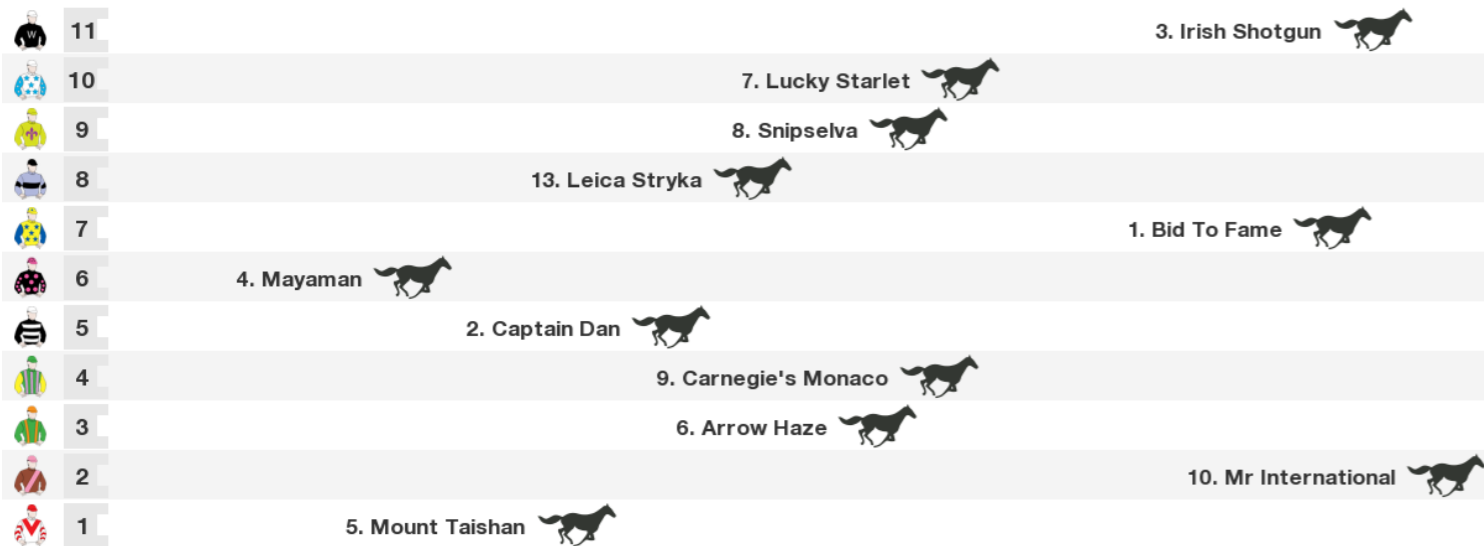 W
11 3. Irish Shotgun
10 7. Lucky Starlet
9 8. Snipselva
8 13. Leica Stryka
7 1. Bid To Fame
6 4. Mayaman
5 2. Captain Dan
4 9. Carnegie's Monaco
3 6. Arrow Haze
2 10. Mr International
1 5. Mount Taishan